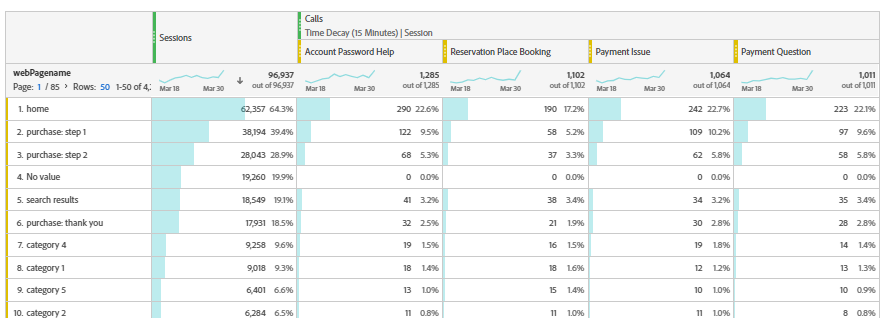 Calls
Sessions
Time Decay (15 Minutes) | Session
Account Password Help Reservation Place Booking Payment Issue Payment Question
webPagename
Page: 1 / 85 > Rows: 50 1-50 of 4,
Mar 18 Mar 30 96,937 out of 96,937
Mar 18 Mar 30 1,285 out of 1,285
Mar 18 Mar 30 1,102 out of 1,102
Mar 18 Mar 30 1,064 out of 1,064
Mar 18 Mar 30 1,011 out of 1,011
1. home 62,357 64.3% 290 22.6% 190 17.2% 242 22.7% 223 22.1%
2. purchase: step 1 38,194 39.4% 122 9.5% 58 5.2% 109 10.2% 97 9.6%
3. purchase: step 2 28,043 28.9% 68 5.3% 37 3.3% 62 5.8% 58 5.8%
4. No value 19,260 19.9% 0 0.0% 0 0.0% 0 0.0% 0 0.0%
5. search results 18,549 19.1% 41 3.2% 38 3.4% 34 3.2% 35 3.4%
6. purchase: thank you 17,931 18.5% 32 2.5% 21 1.9% 30 2.8% 28 2.8%
7. category 4 9,258 9.6% 19 1.5% 16 1.5% 19 1.8% 14 1.4%
8. category 1 9,018 9.3% 18 1.4% 18 1.6% 12 1.2% 13 1.3%
9. category 5 6,401 6.6% 13 1.0% 15 1.4% 10 1.0% 10 0.9%
10. category 2 6,284 6.5% 11 0.8% 11 1.0% 11 1.0% 8 0.8%